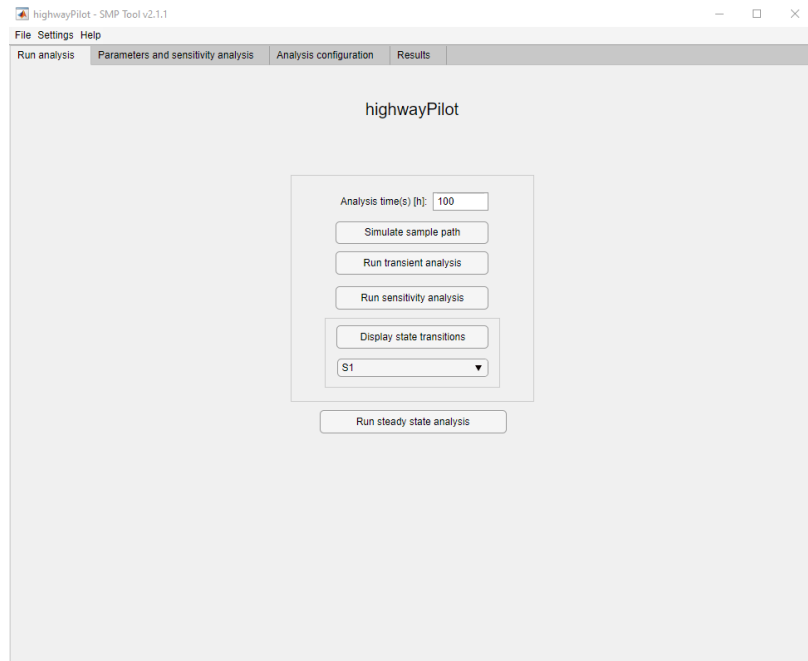 highwayPilot - SMP Tool v2.1.1
File Settings Help
Run analysis Parameters and sensitivity analysis Analysis configuration Results
highwayPilot
Analysis time(s) [h]: 100
Simulate sample path
Run transient analysis
Run sensitivity analysis
Display state transitions
S1
Run steady state analysis